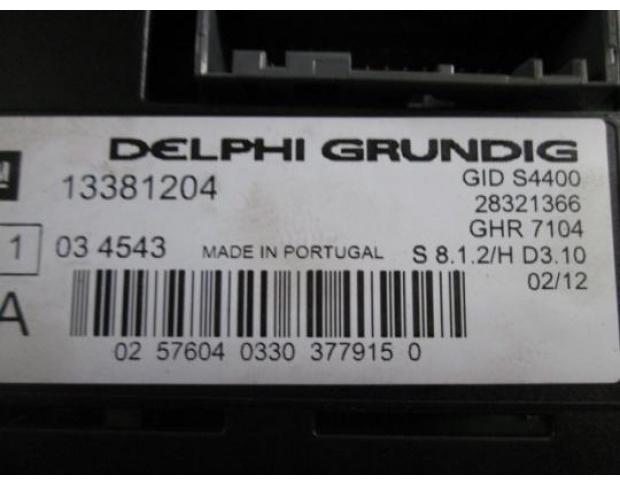 DELPHI GRUNDIG
13381204
GID S4400
28321366
GHR 7104
1
03 4543 MADE IN PORTUGAL S 8.1.2/H D3.10
02/12
A
02 57604 0330 377915 0